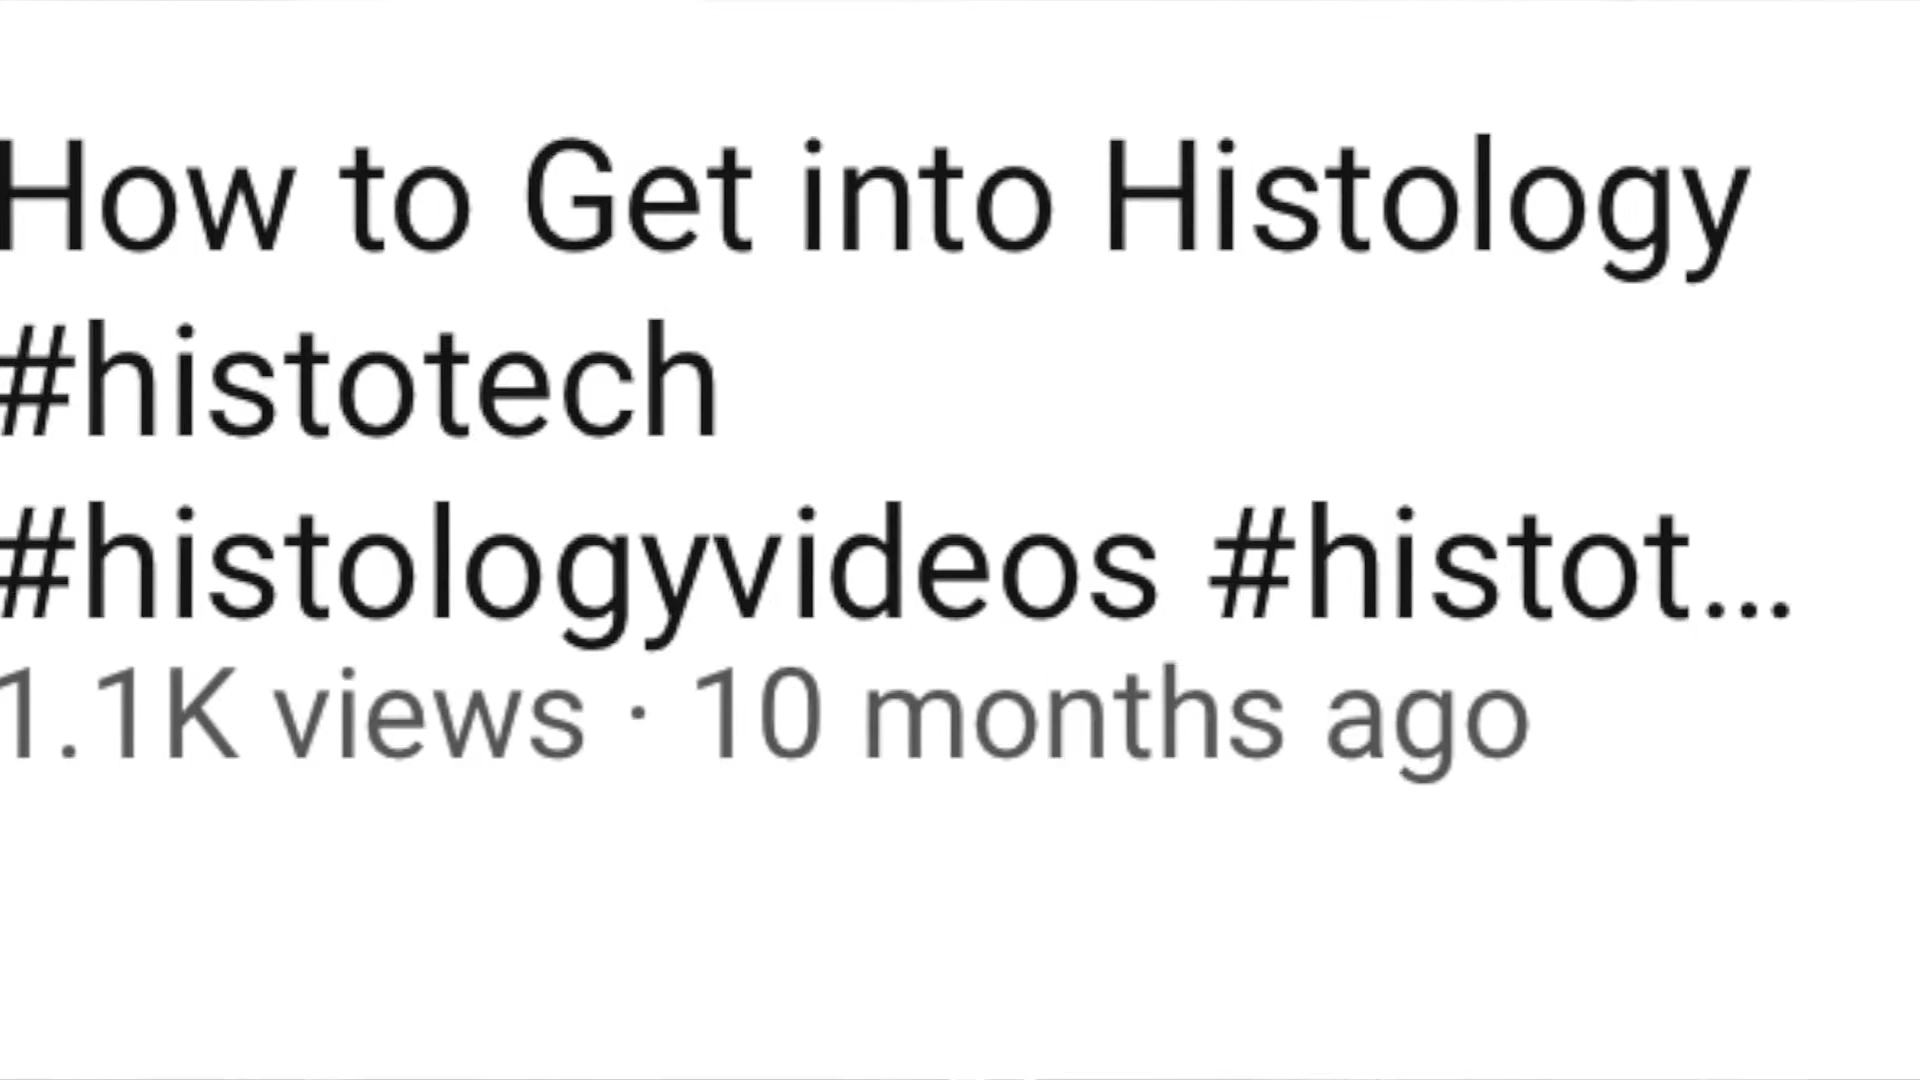 How to Get into Histology
#histotech
#histologyvideos #histot...
1.1K views · 10 months ago